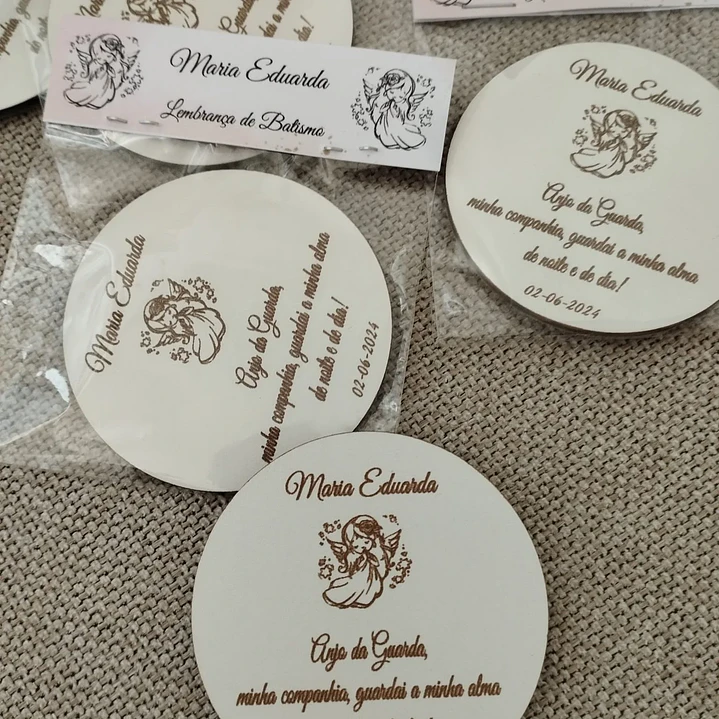 Maria Eduarda
Lembrança de Batismo
Maria Eduarda
Anjo da Guarda,
minha companhia, guardai a minha alma
de noite e de dia!
02-06-2024
Maria Eduarda
Anjo da Guarda,
minha companhia, guardai a minha alma
de noite e de dia!
02-06-2024
Maria Eduarda
Anjo da Guarda,
minha companhia, guardai a minha alma